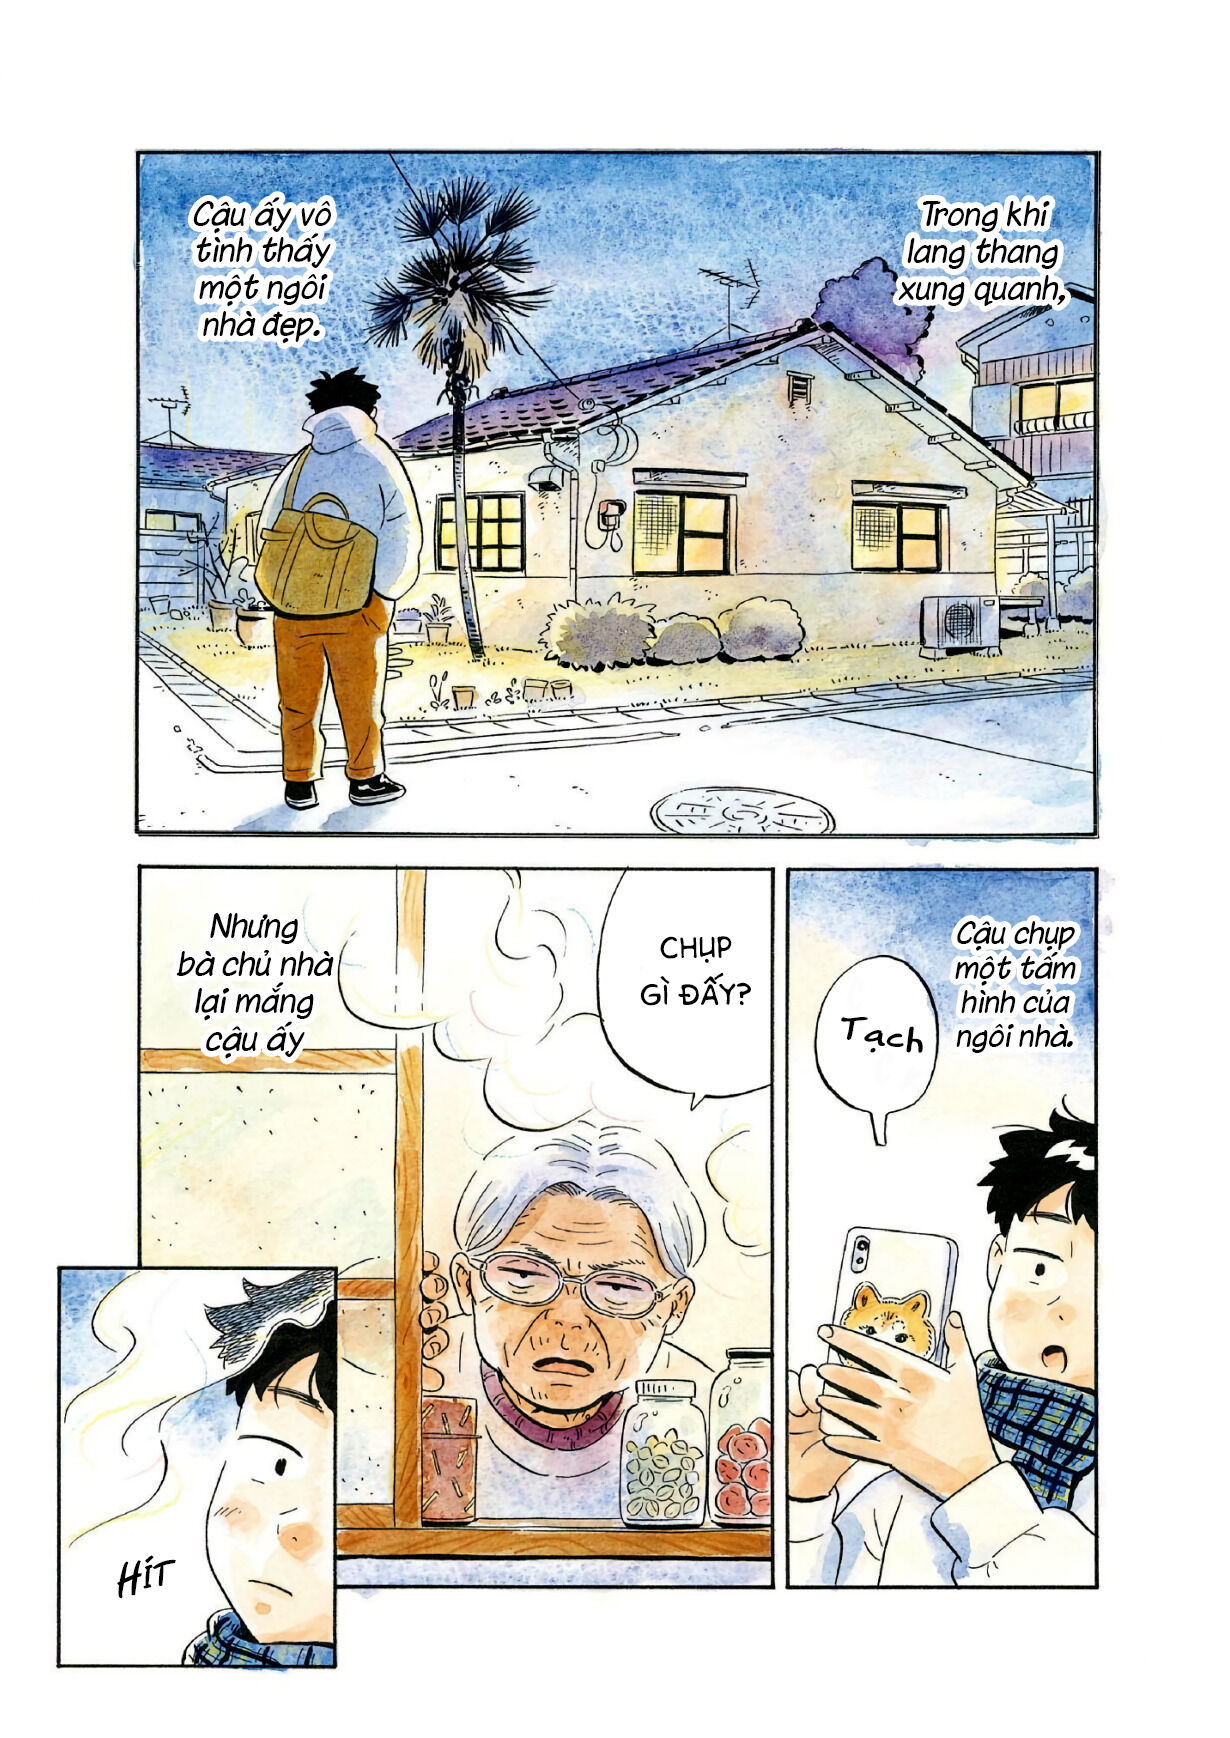 Trong khi
lang thang
xung quanh,
Cậu ấy vô
tình thấy
một ngôi
nhà đẹp.
Cậu chụp
một tấm
hình của
ngôi nhà.
Tạch
CHỤP
GÌ ĐẤY?
Nhưng
bà chủ nhà
lại mắng
cậu ấy
HÍT